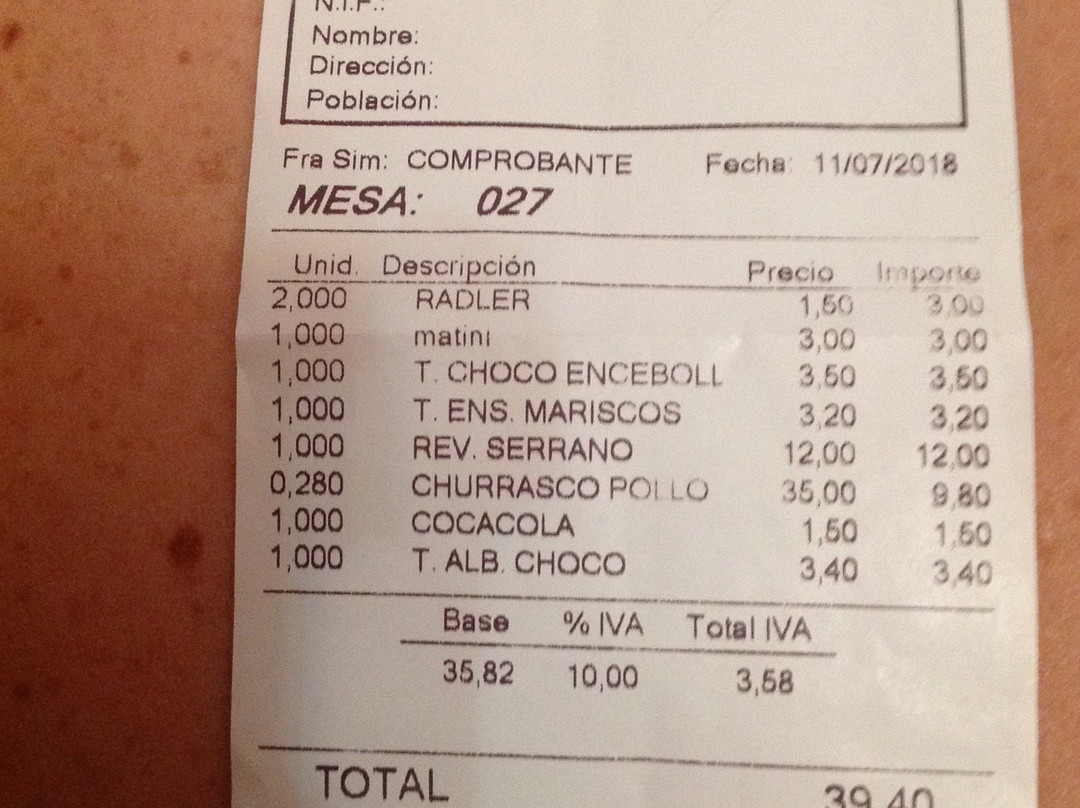 N.I.F.:
Nombre:
Dirección:
Población:
Fra Sim: COMPROBANTE Fecha: 11/07/2018
MESA: 027
Unid. Descripción Precio Importe
2,000 RADLER 1,50 3,00
1,000 matini 3,00 3,00
1,000 T. CHOCO ENCEBOLL 3,50 3,50
1,000 T. ENS. MARISCOS 3,20 3,20
1,000 REV. SERRANO 12,00 12,00
0,280 CHURRASCO POLLO 35,00 9,80
1,000 COCACOLA 1,50 1,50
1,000 T. ALB. CHOCO 3,40 3,40
Base % IVA Total IVA
35,82 10,00 3,58
TOTAL 39,40